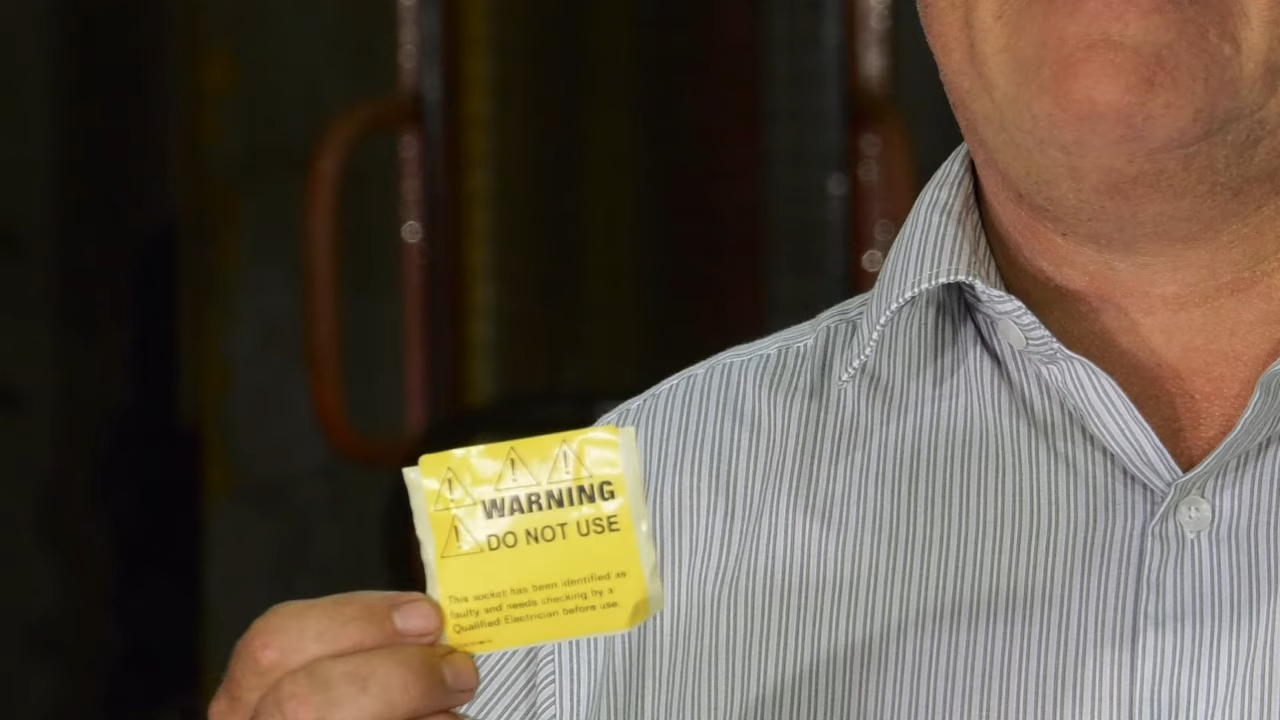 WARNING
DO NOT USE
This socket has been identified as
faulty and needs checking by a
Qualified Electrician before use.